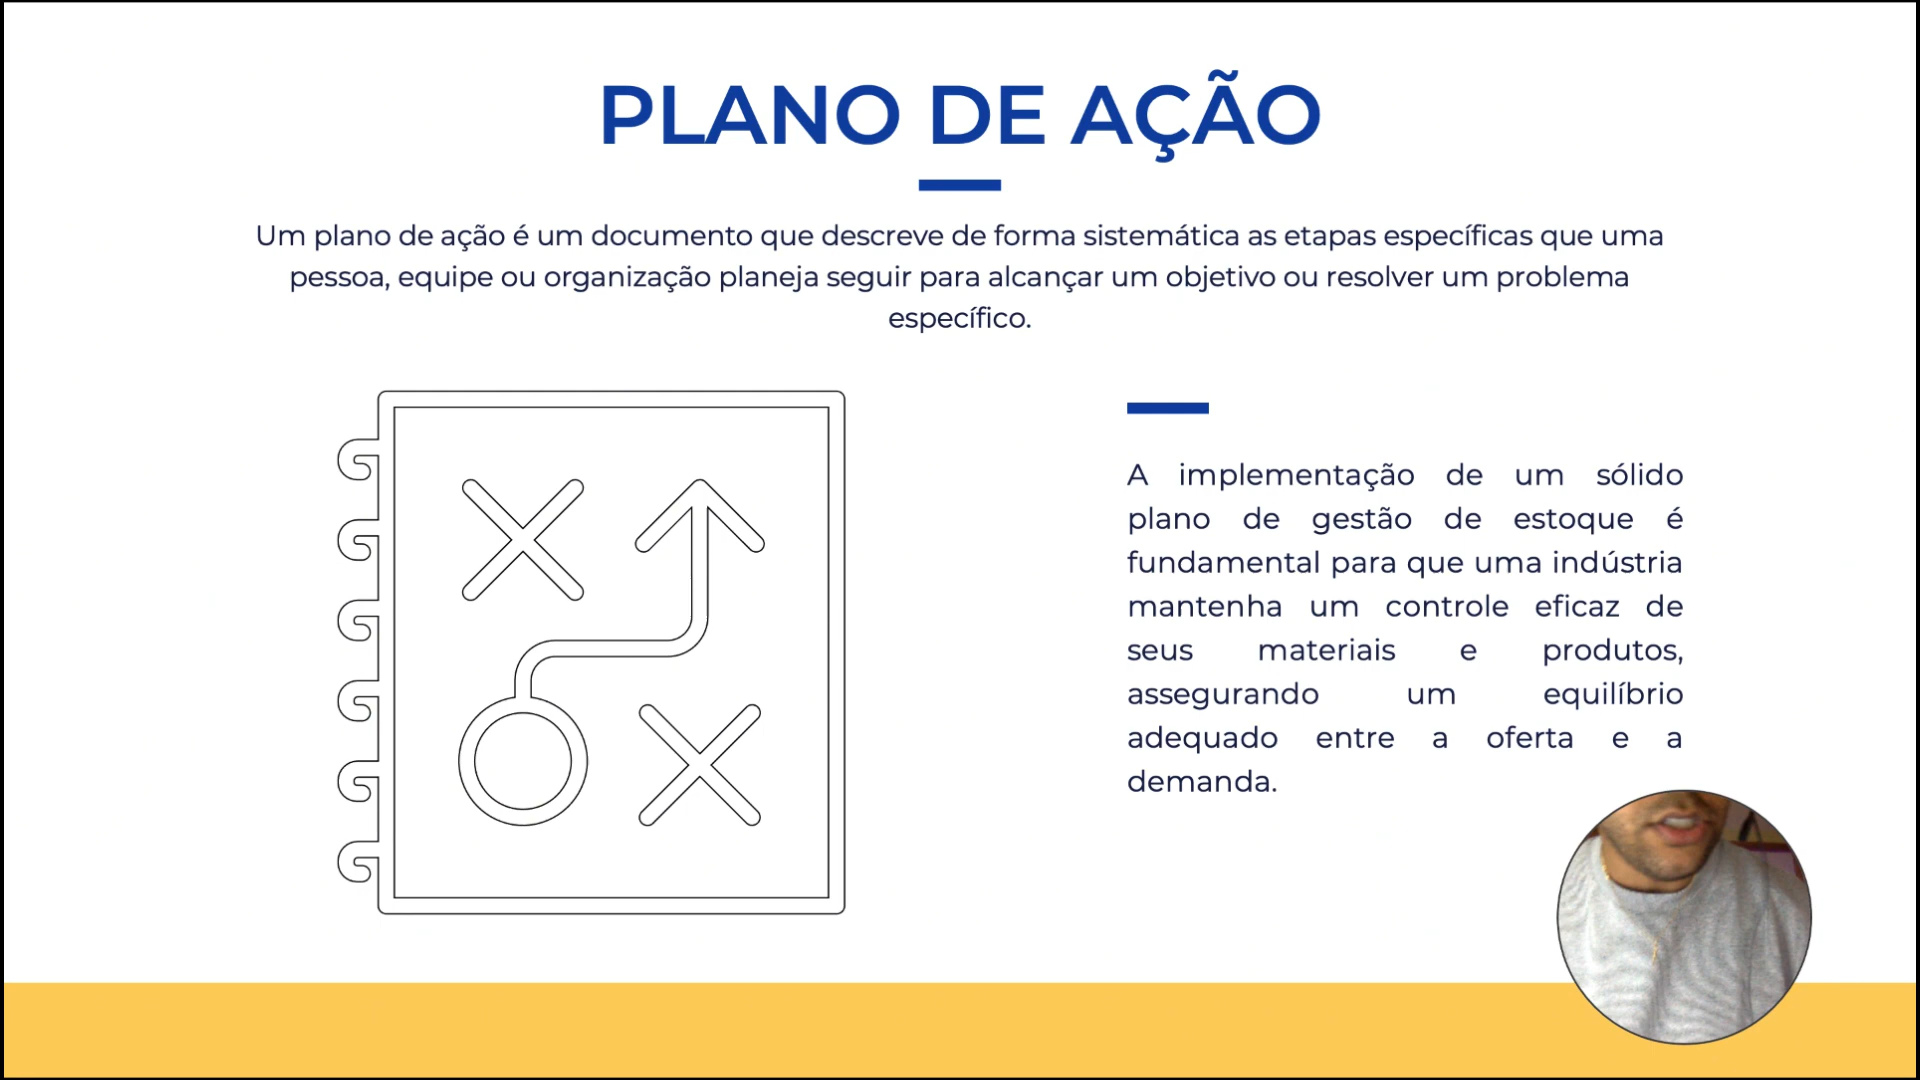 PLANO DE AÇÃO
Um plano de ação é um documento que descreve de forma sistemática as etapas específicas que uma
pessoa, equipe ou organização planeja seguir para alcançar um objetivo ou resolver um problema
específico.
A implementação de um sólido
plano de gestão de estoque é
fundamental para que uma indústria
mantenha um controle eficaz de
seus materiais e produtos,
assegurando um equilíbrio
adequado entre a oferta e a
demanda.